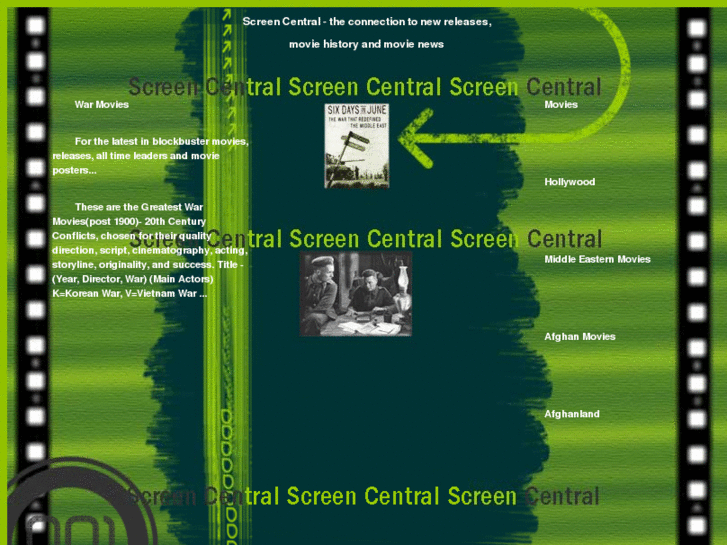 Screen Central - the connection to new releases,
movie history and movie news
Screen Central Screen Central Screen Central
War Movies
For the latest in blockbuster movies,
releases, all time leaders and movie
posters...
These are the Greatest War
Movies(post 1900)- 20th Century
Conflicts, chosen for their quality
direction, script, cinematography, acting,
storyline, originality, and success. Title -
(Year, Director, War) (Main Actors)
K=Korean War, V=Vietnam War ...
SIX DAYS IN JUNE
THE WAR THAT REDEFINED
THE MIDDLE EAST
Screen Central Screen Central Screen Central
Movies
Hollywood
Middle Eastern Movies
Afghan Movies
Afghanland
Screen Central Screen Central Screen Central